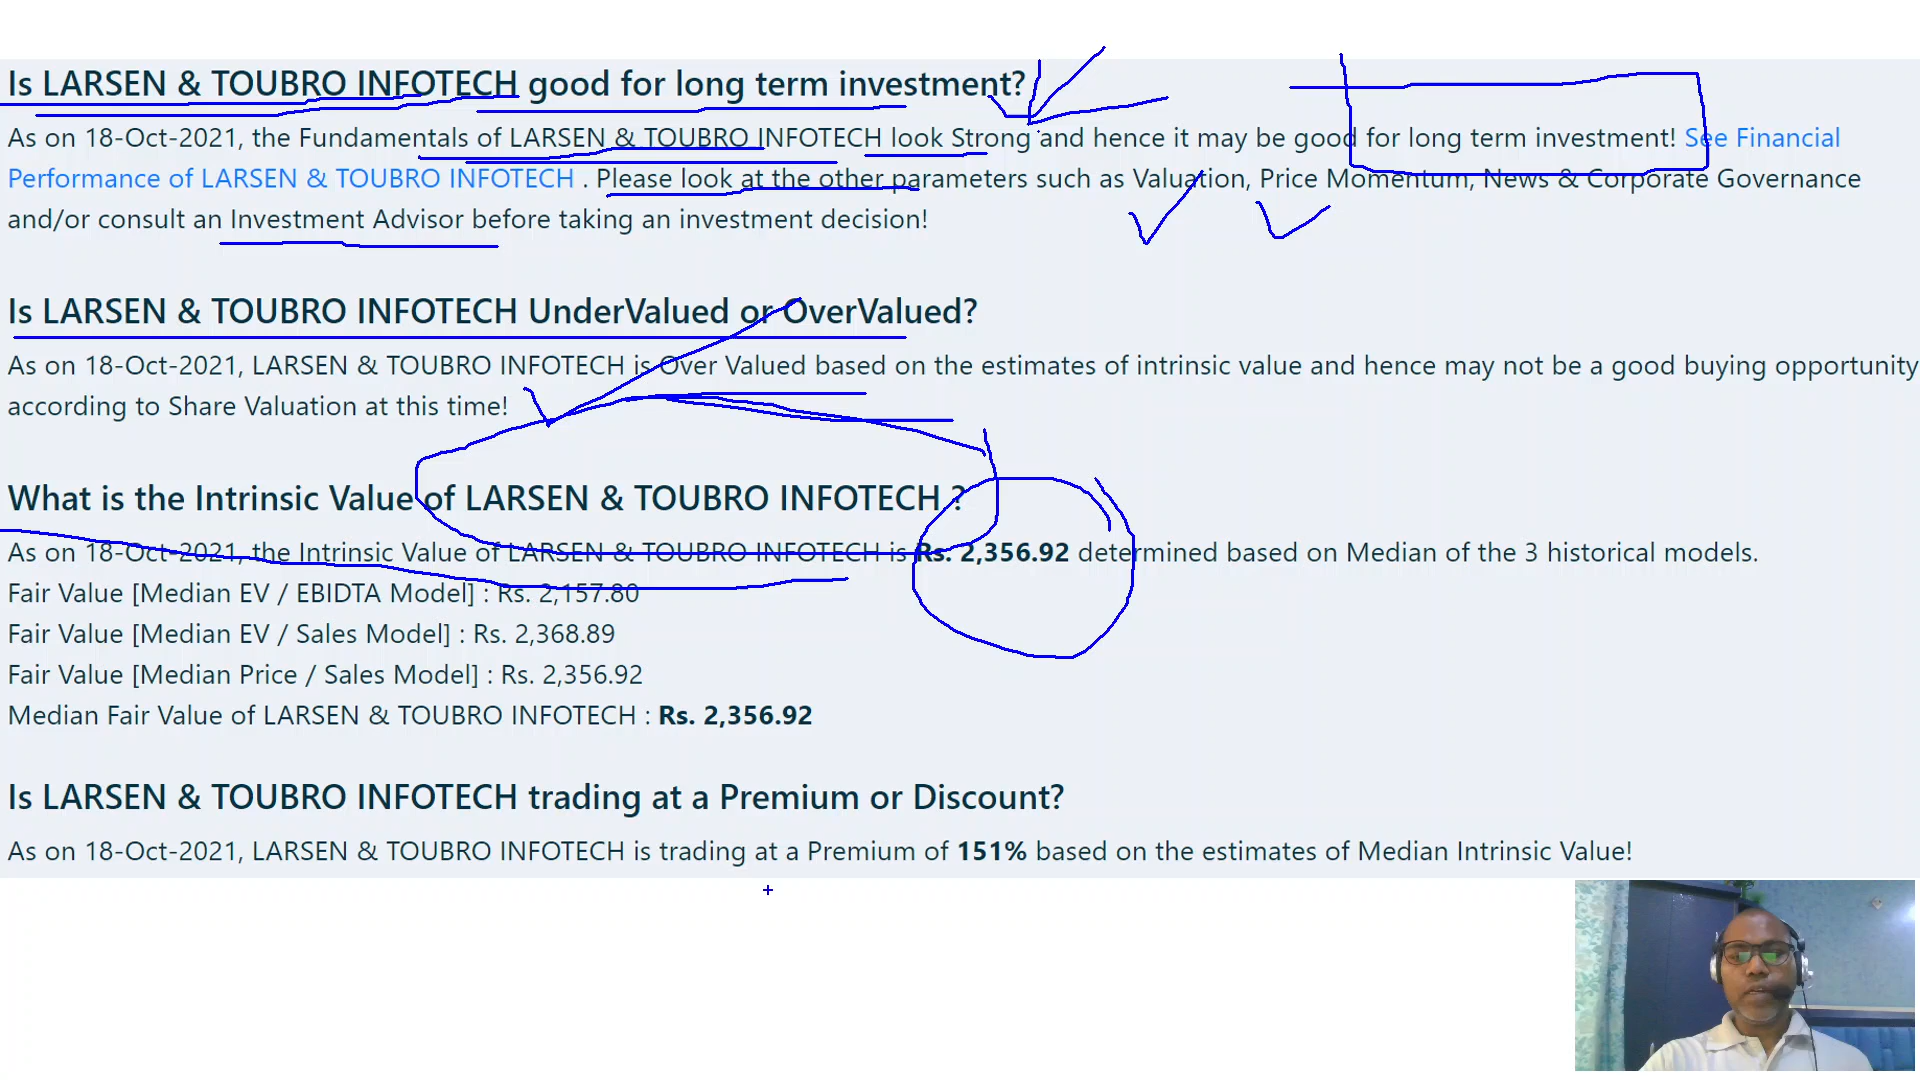 Is LARSEN & TOUBRO INFOTECH good for long term investment?
As on 18-Oct-2021, the Fundamentals of LARSEN & TOUBRO INFOTECH look Strong and hence it may be good for long term investment! See Financial
Performance of LARSEN & TOUBRO INFOTECH . Please look at the other parameters such as Valuation, Price Momentum, News & Corporate Governance
and/or consult an Investment Advisor before taking an investment decision!
Is LARSEN & TOUBRO INFOTECH UnderValued or OverValued?
As on 18-Oct-2021, LARSEN & TOUBRO INFOTECH is Over Valued based on the estimates of intrinsic value and hence may not be a good buying opportunity
according to Share Valuation at this time!
What is the Intrinsic Value of LARSEN & TOUBRO INFOTECH ?
As on 18-Oct-2021, the Intrinsic Value of LARSEN & TOUBRO INFOTECH is Rs. 2,356.92 determined based on Median of the 3 historical models.
Fair Value [Median EV / EBIDTA Model] : Rs. 2,157.80
Fair Value [Median EV / Sales Model] : Rs. 2,368.89
Fair Value [Median Price / Sales Model] : Rs. 2,356.92
Median Fair Value of LARSEN & TOUBRO INFOTECH : Rs. 2,356.92
Is LARSEN & TOUBRO INFOTECH trading at a Premium or Discount?
As on 18-Oct-2021, LARSEN & TOUBRO INFOTECH is trading at a Premium of 151% based on the estimates of Median Intrinsic Value!